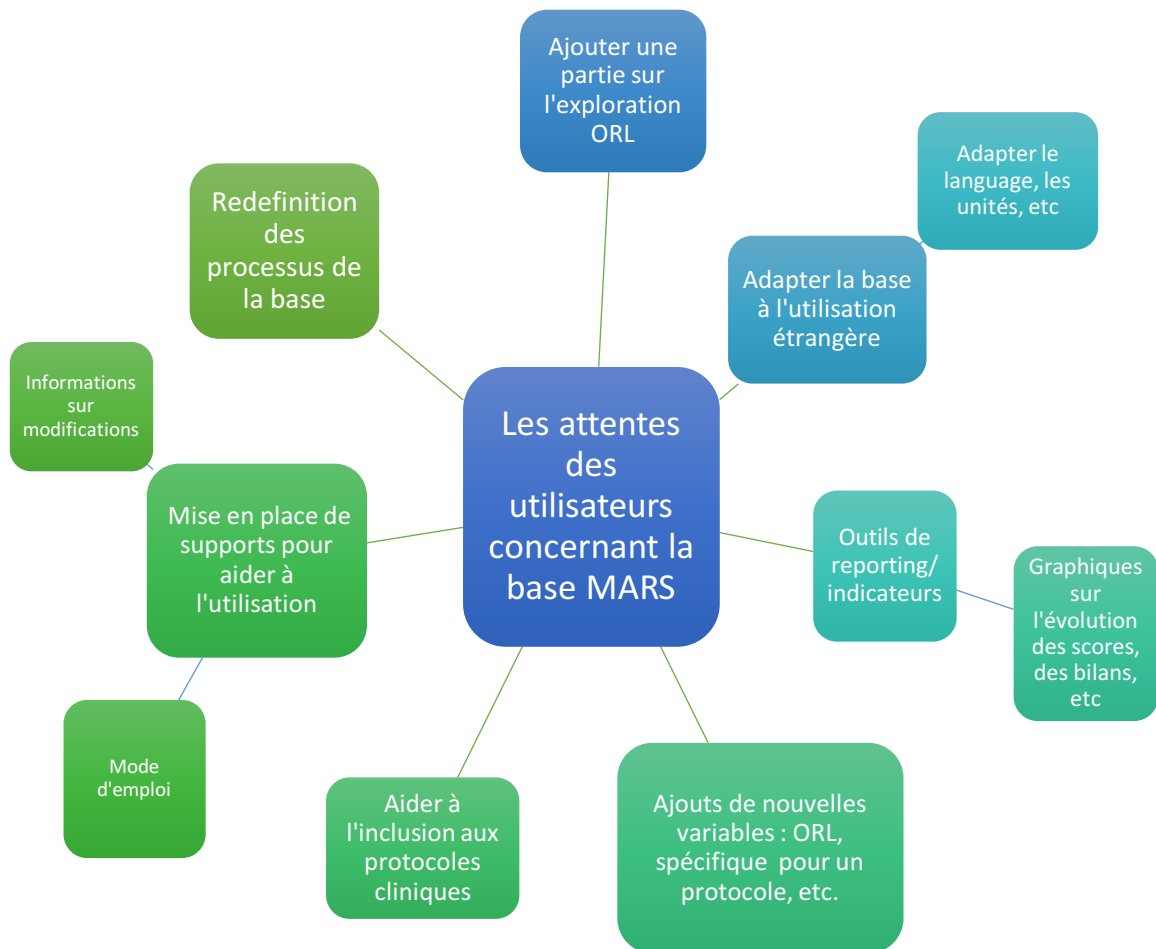 Ajouter une
partie sur
l'exploration
ORL
Adapter le
language, les
unités, etc
Redefinition
des
processus de
la base
Adapter la base
à l'utilisation
étrangère
Informations
sur
modifications
Les attentes
des
utilisateurs
concernant la
base MARS
Mise en place de
supports pour
aider à
l'utilisation
Outils de
reporting/
indicateurs
Graphiques
sur
l'évolution
des scores,
des bilans,
etc
Mode
d'emploi
Aider à
l'inclusion aux
protocoles
cliniques
Ajouts de nouvelles
variables : ORL,
spécifique pour un
protocole, etc.